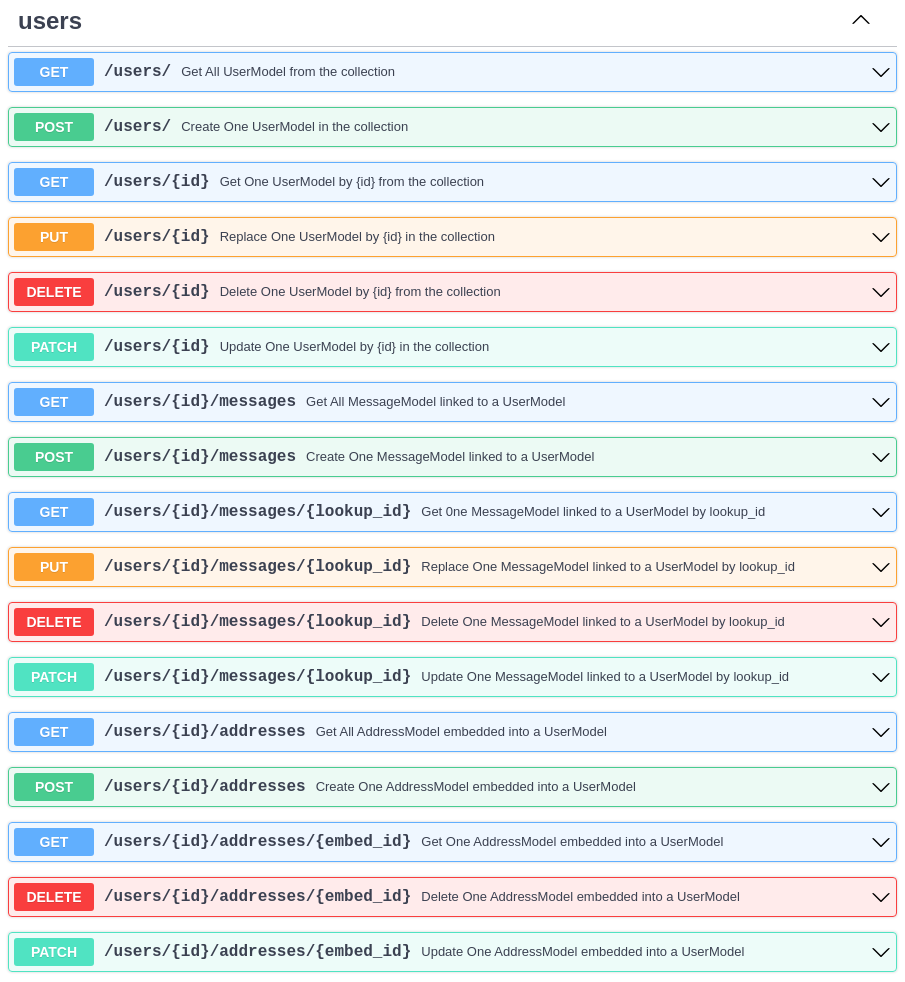 users
GET /users/ Get All UserModel from the collection
POST /users/ Create One UserModel in the collection
GET /users/{id} Get One UserModel by {id} from the collection
PUT /users/{id} Replace One UserModel by {id} in the collection
DELETE /users/{id} Delete One UserModel by {id} from the collection
PATCH /users/{id} Update One UserModel by {id} in the collection
GET /users/{id}/messages Get All MessageModel linked to a UserModel
POST /users/{id}/messages Create One MessageModel linked to a UserModel
GET /users/{id}/messages/{lookup_id} Get 0ne MessageModel linked to a UserModel by lookup_id
PUT /users/{id}/messages/{lookup_id} Replace One MessageModel linked to a UserModel by lookup_id
DELETE /users/{id}/messages/{lookup_id} Delete One MessageModel linked to a UserModel by lookup_id
PATCH /users/{id}/messages/{lookup_id} Update One MessageModel linked to a UserModel by lookup_id
GET /users/{id}/addresses Get All AddressModel embedded into a UserModel
POST /users/{id}/addresses Create One AddressModel embedded into a UserModel
GET /users/{id}/addresses/{embed_id} Get One AddressModel embedded into a UserModel
DELETE /users/{id}/addresses/{embed_id} Delete One AddressModel embedded into a UserModel
PATCH /users/{id}/addresses/{embed_id} Update One AddressModel embedded into a UserModel